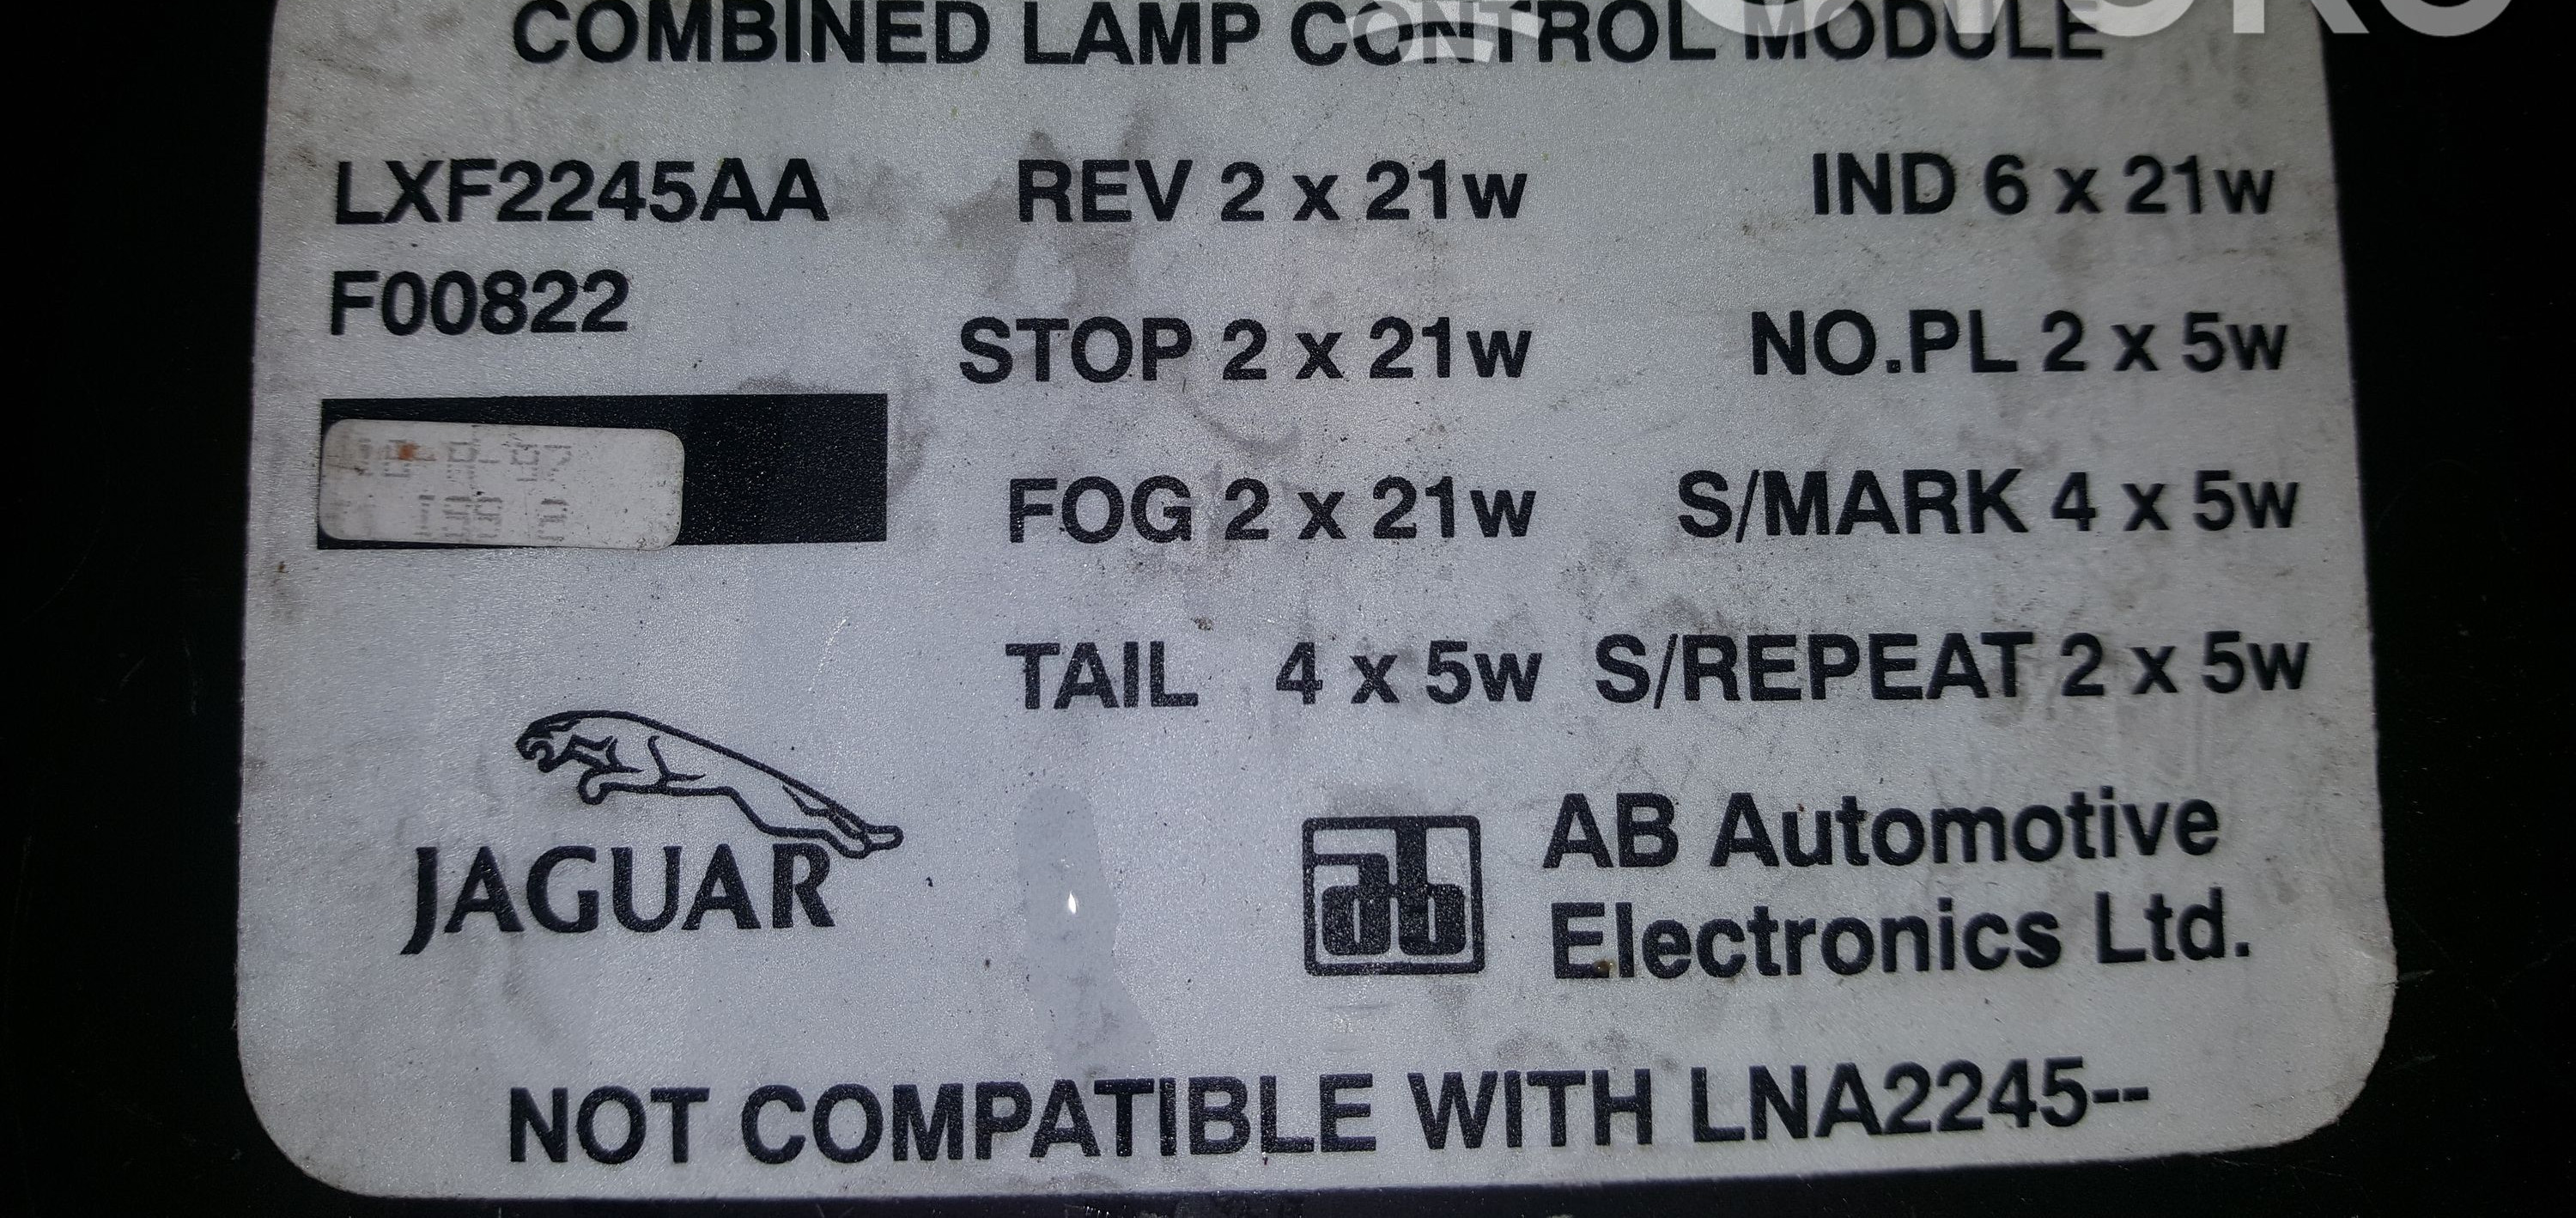 COMBINED LAMP CONTROL MODULE
LXF2245AA
F00822
REV 2 x 21w
IND 6 x 21w
STOP 2 x 21w
NO.PL 2 x 5w
FOG 2 x 21w
S/MARK 4 x 5w
TAIL 4 x 5w
S/REPEAT 2 x 5w
JAGUAR
ab
AB Automotive
Electronics Ltd.
NOT COMPATIBLE WITH LNA2245--